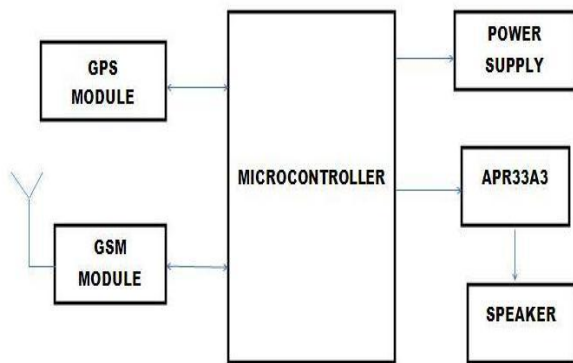 GPS
MODULE
GSM
MODULE
MICROCONTROLLER
POWER
SUPPLY
APR33A3
SPEAKER